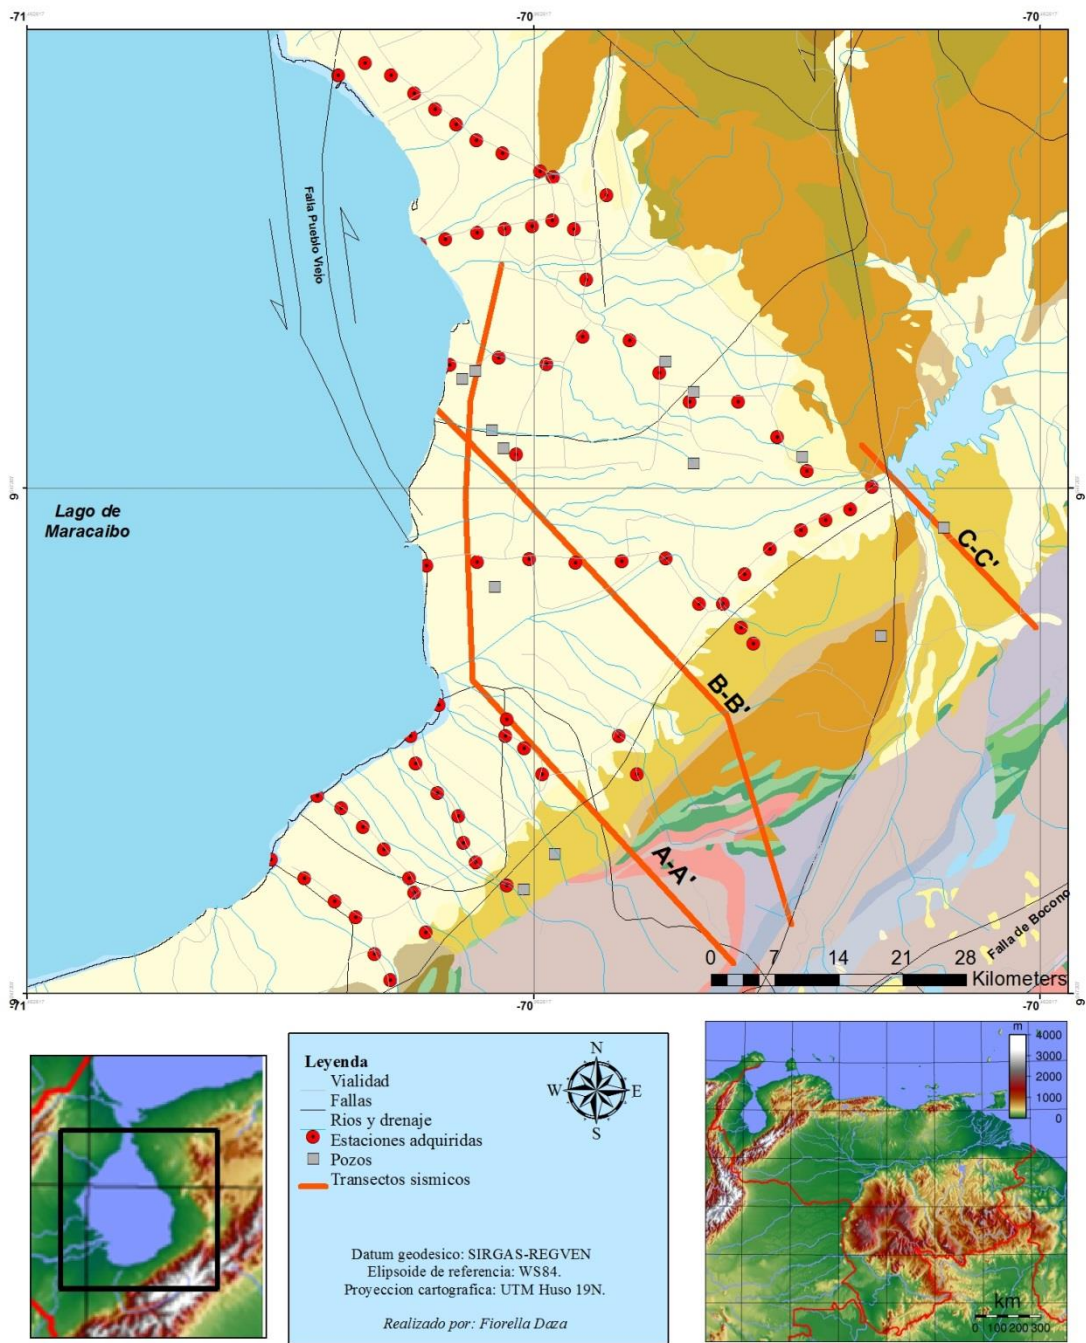 -71
-70
-70
Falla Pueblo Viejo
9
9
Lago de
Maracaibo
C-C'
B-B'
A-A'
Falla de Bocono
0 7 14 21 28
Kilometers
9
9
-71
-70
-70
Leyenda
Vialidad
Fallas
Rios y drenaje
Estaciones adquiridas
Pozos
Transectos sismicos
N
W E
S
Datum geodesico: SIRGAS-REGVEN
Elipsoide de referencia: WS84.
Proyeccion cartografica: UTM Huso 19N.
Realizado por: Fiorella Daza
m
4000
3000
2000
1000
0
km
0 100 200 300